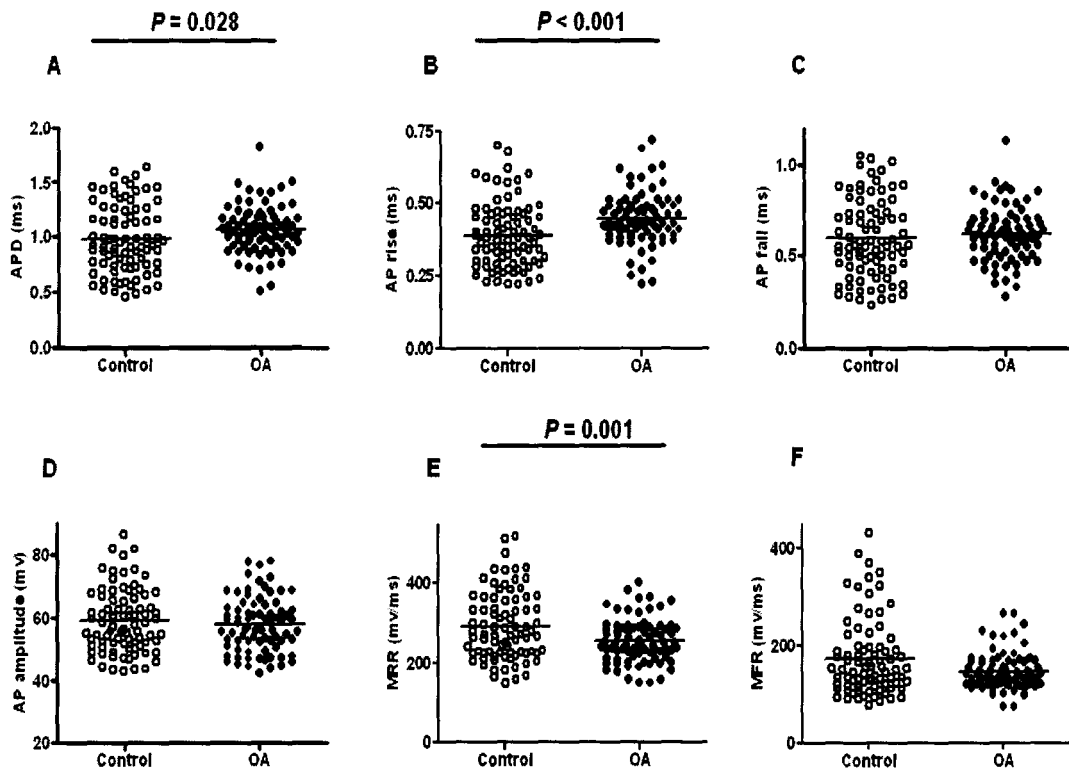 P = 0.028
P < 0.001
A
B
C
APD (ms)
2.0
1.5
1.0
0.5
0.0
Control
OA
AP rise (ms)
0.75
0.50
0.25
0.00
Control
OA
AP fall (ms)
1.0
0.5
0.0
Control
OA
P = 0.001
D
E
F
AP amplitude (mv)
80
60
40
20
Control
OA
MRR (mv/ms)
400
200
0
Control
OA
MFR (mv/ms)
400
200
0
Control
OA